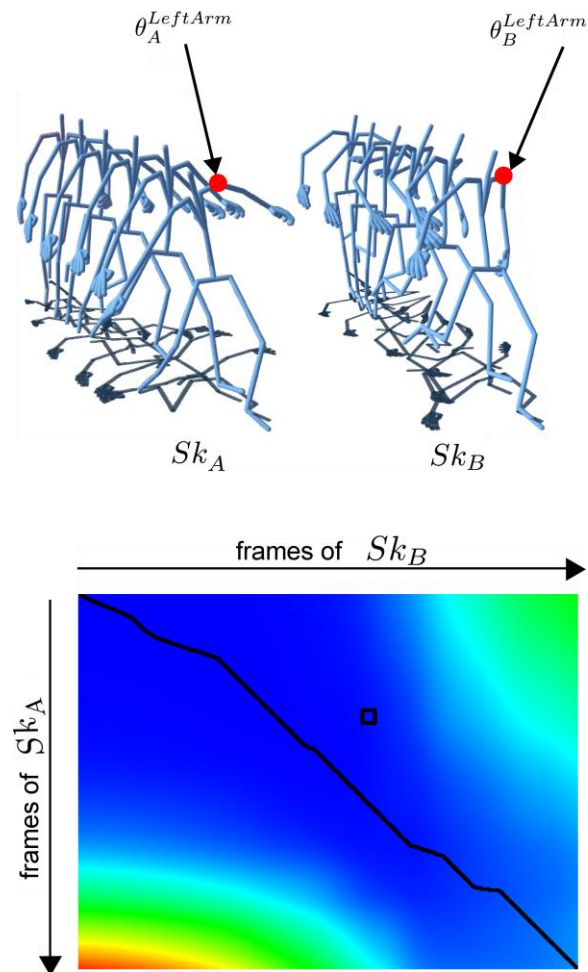 θ_A^{LeftArm} θ_B^{LeftArm}
Sk_A Sk_B
frames of Sk_B
frames of Sk_A